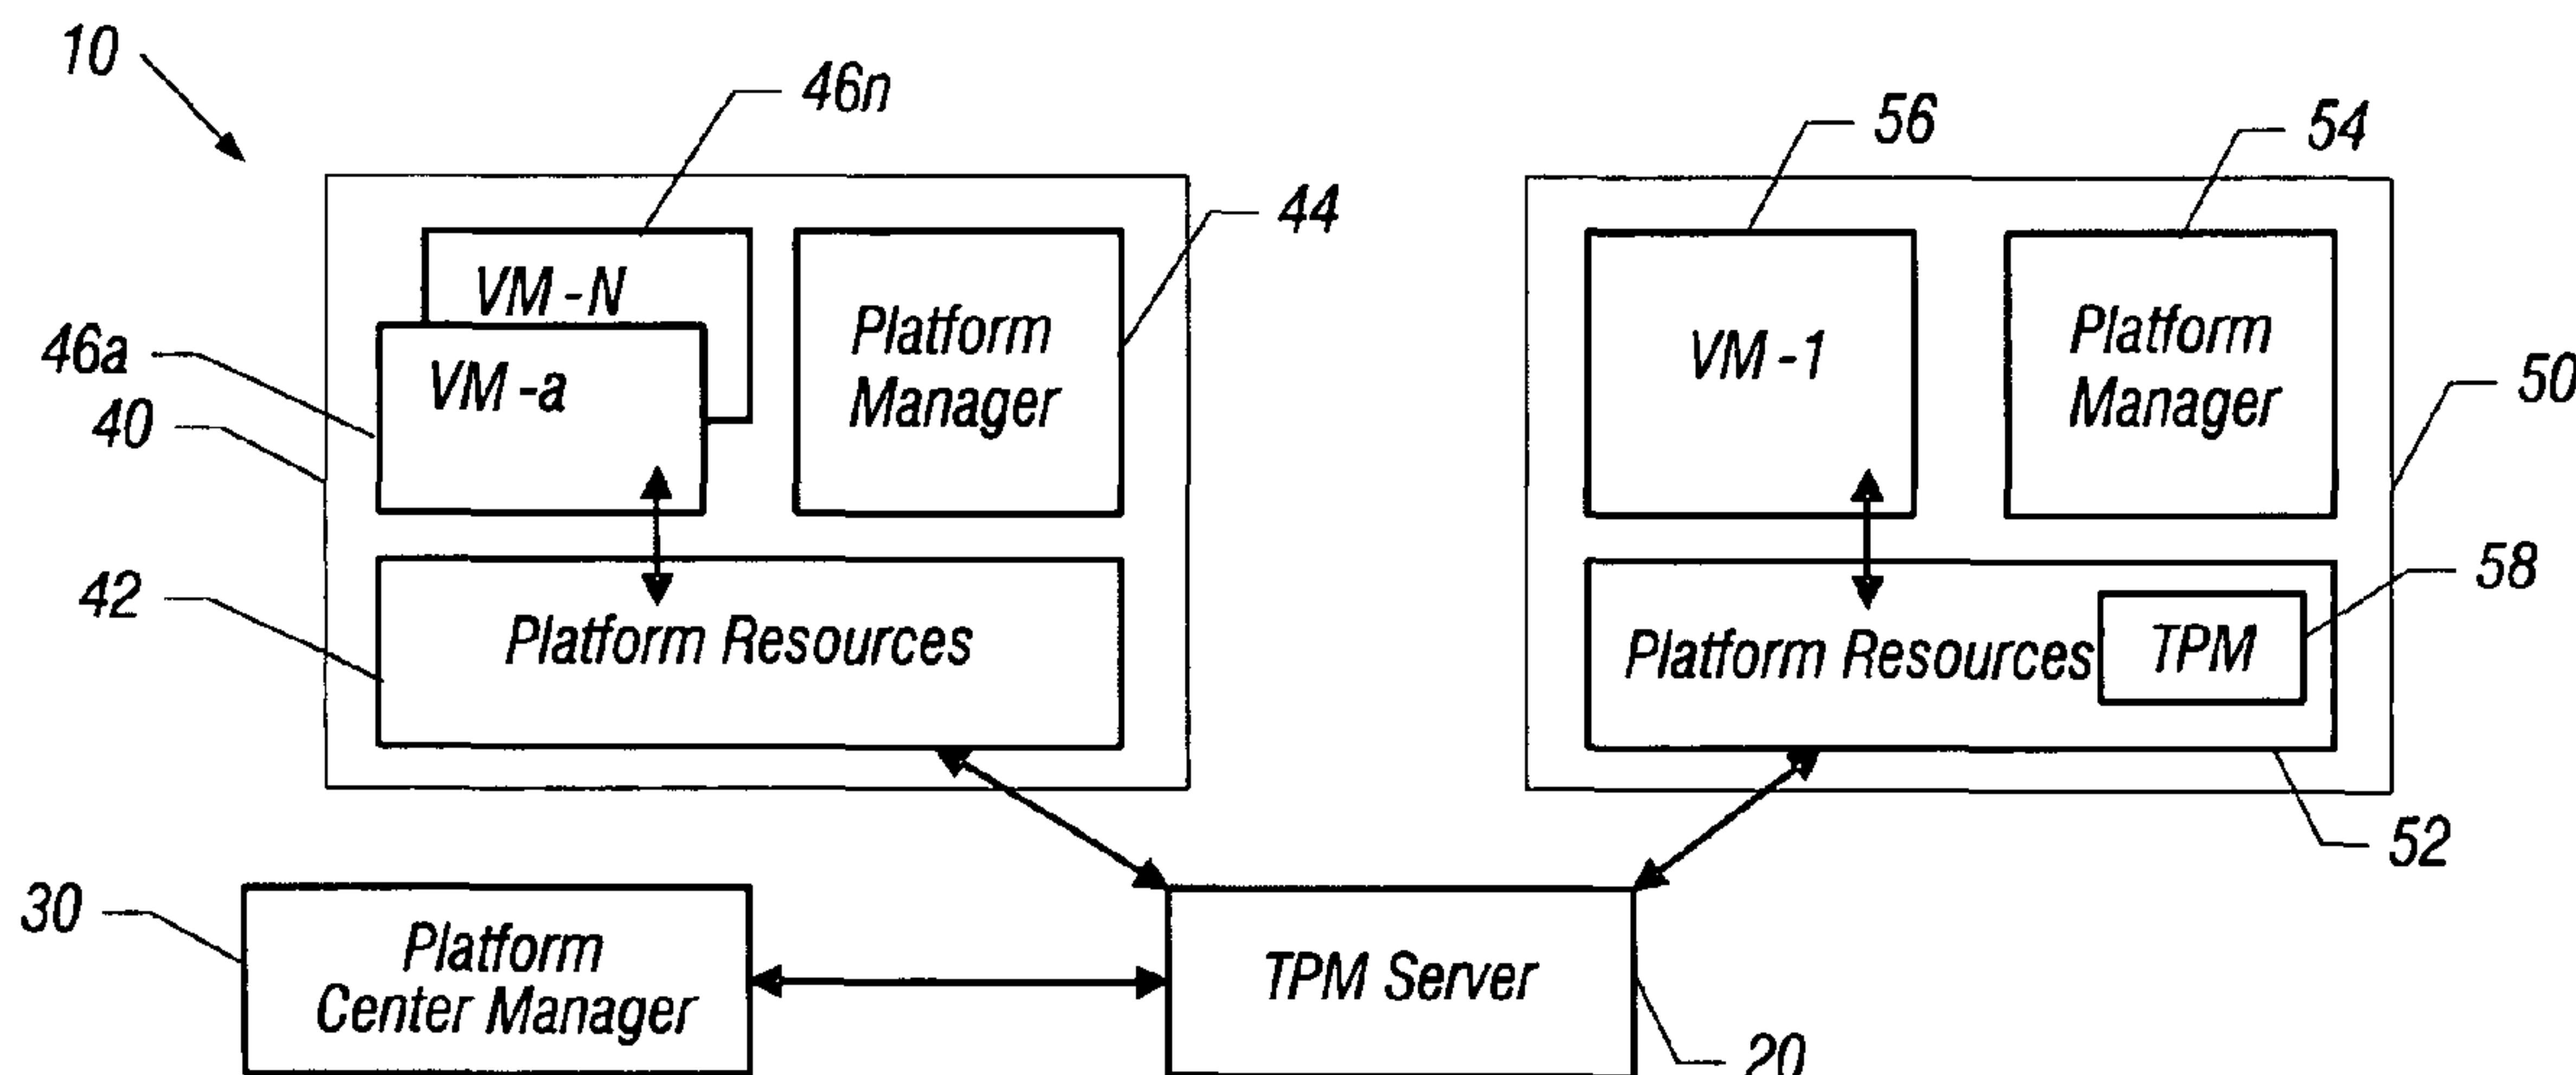 10
46n
56
54
44
VM-N
Platform
Manager
VM-1
Platform
Manager
46a
VM-a
50
40
58
42
Platform Resources
Platform Resources
TPM
52
30
Platform
Center Manager
TPM Server
20